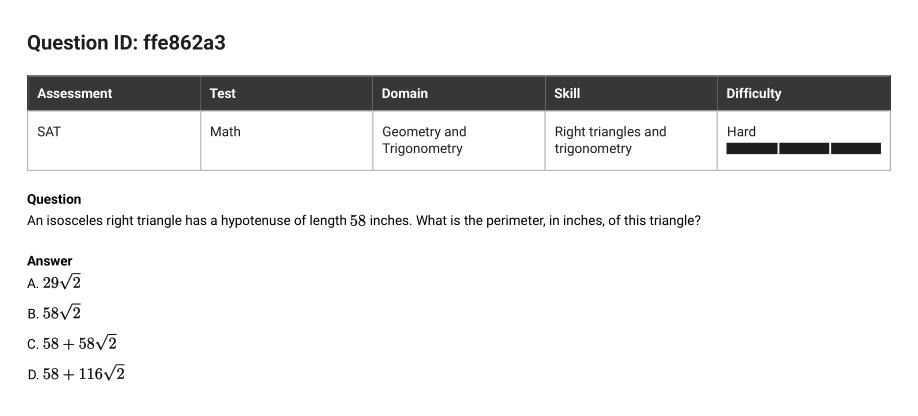 Question ID: ffe862a3
Assessment Test Domain Skill Difficulty
SAT Math Geometry and Trigonometry Right triangles and trigonometry Hard
Question
An isosceles right triangle has a hypotenuse of length 58 inches. What is the perimeter, in inches, of this triangle?
Answer
A. 29√2
B. 58√2
C. 58 + 58√2
D. 58 + 116√2